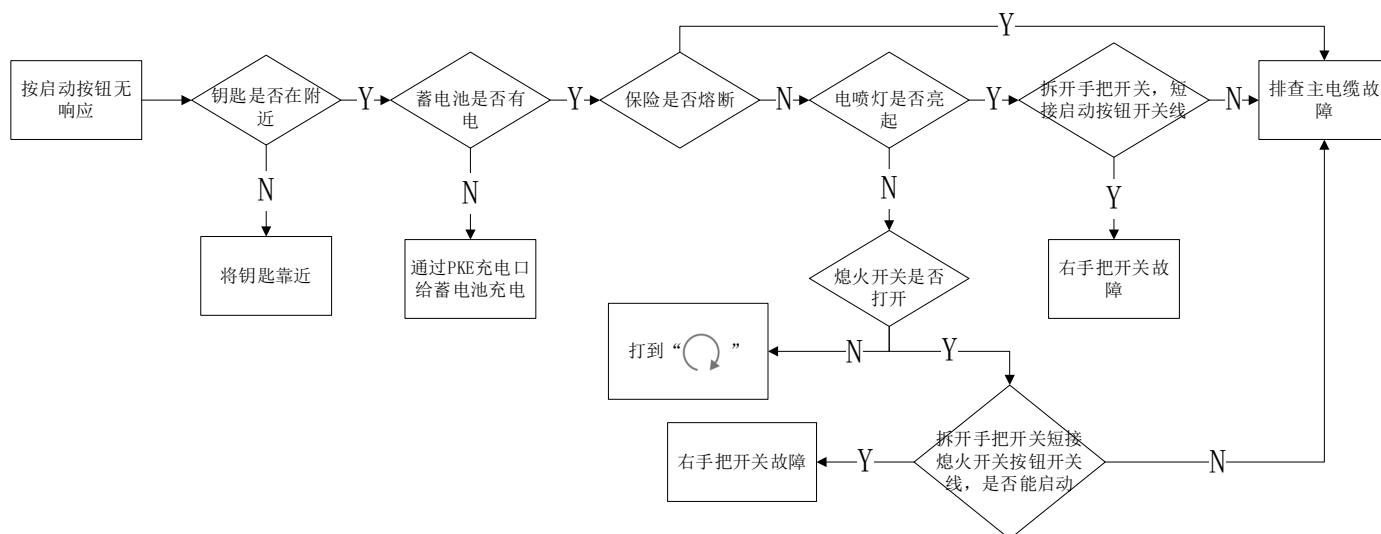 Y
按启动按钮无
响应
钥匙是否在附
近
Y
蓄电池是否有
电
Y
保险是否熔断
N
电喷灯是否亮
起
Y
拆开手把开关，短
接启动按钮开关线
N
排查主电缆故
障
N
N
N
Y
将钥匙靠近
通过PKE充电口
给蓄电池充电
熄火开关是否
打开
右手把开关故
障
打到“ ”
N
Y
右手把开关故障
Y
拆开手把开关短接
熄火开关按钮开关
线，是否能启动
N